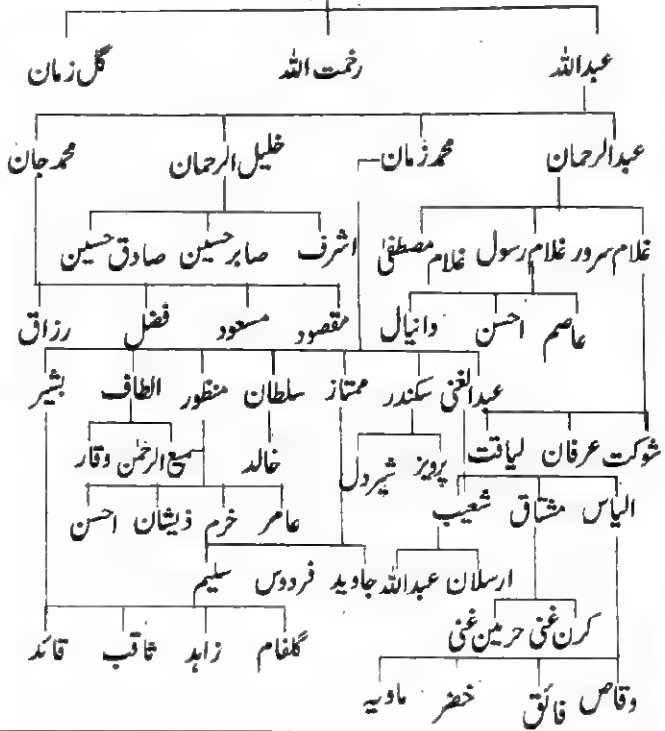 عبداللہ رحمت اللہ گل زمان
عبدالرحمان محمد زمان خلیل الرحمان محمد جان
غلام سرور غلام رسول غلام مصطفیٰ اشرف صابر حسین صادق حسین
عاصم احسن دانیال مقصود مسعود فضل رزاق
عبدالغنی سکندر ممتاز سلطان منظور الطاف بشیر
شوکت عرفان لیاقت پرویز شیردل خالد سمیع الرحمٰن وقار
الیاس مشتاق شعیب عامر خرم ذیشان احسن
ارسلان عبداللہ جاوید فردوس سلیم
کرن غنی حرمین غنی گلفام زاہد ثاقب قائد
وقاص فائق خضر ماویہ